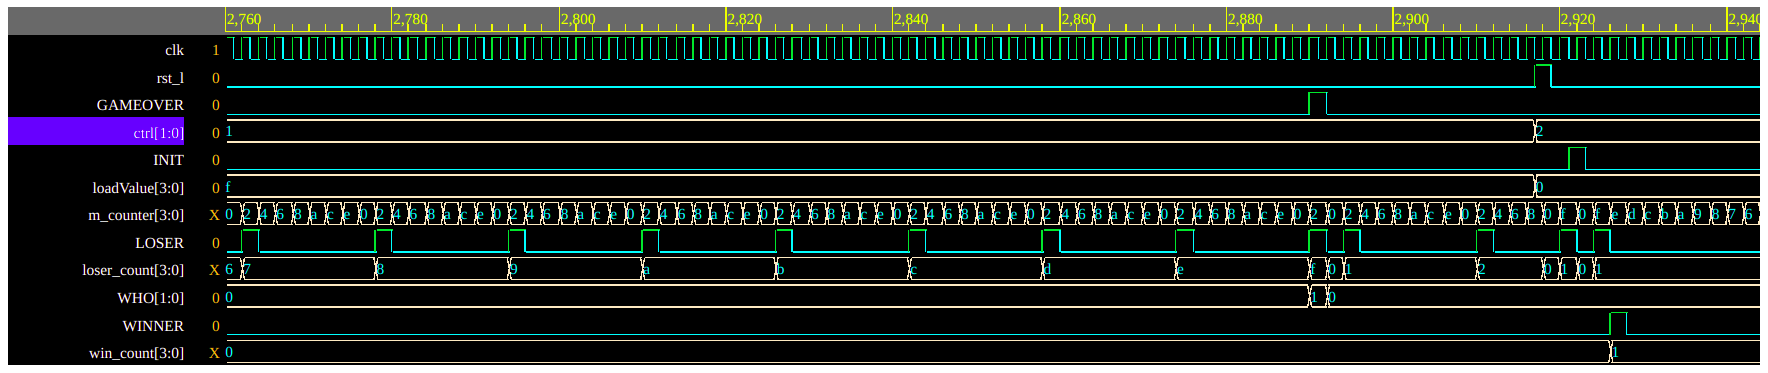 2,760 2,780 2,800 2,820 2,840 2,860 2,880 2,900 2,920 2,940
clk 1
rst_l 0
GAMEOVER 0
ctrl[1:0] 0 1 2
INIT 0
loadValue[3:0] 0 f 0
m_counter[3:0] X 0 2 4 6 8 a c e 0 2 4 6 8 a c e 0 2 4 6 8 a c e 0 2 4 6 8 a c e 0 2 4 6 8 a c e 0 2 4 6 8 a c e 0 2 4 6 8 a c e 0 2 4 6 8 a c e 0 2 0 2 4 6 8 a c e 0 2 4 6 8 0 f 0 f e d c b a 9 8 7 6
LOSER 0
loser_count[3:0] X 6 7 8 9 a b c d e f 0 1 2 0 1 0 1
WHO[1:0] 0 0 1 0
WINNER 0
win_count[3:0] X 0 1